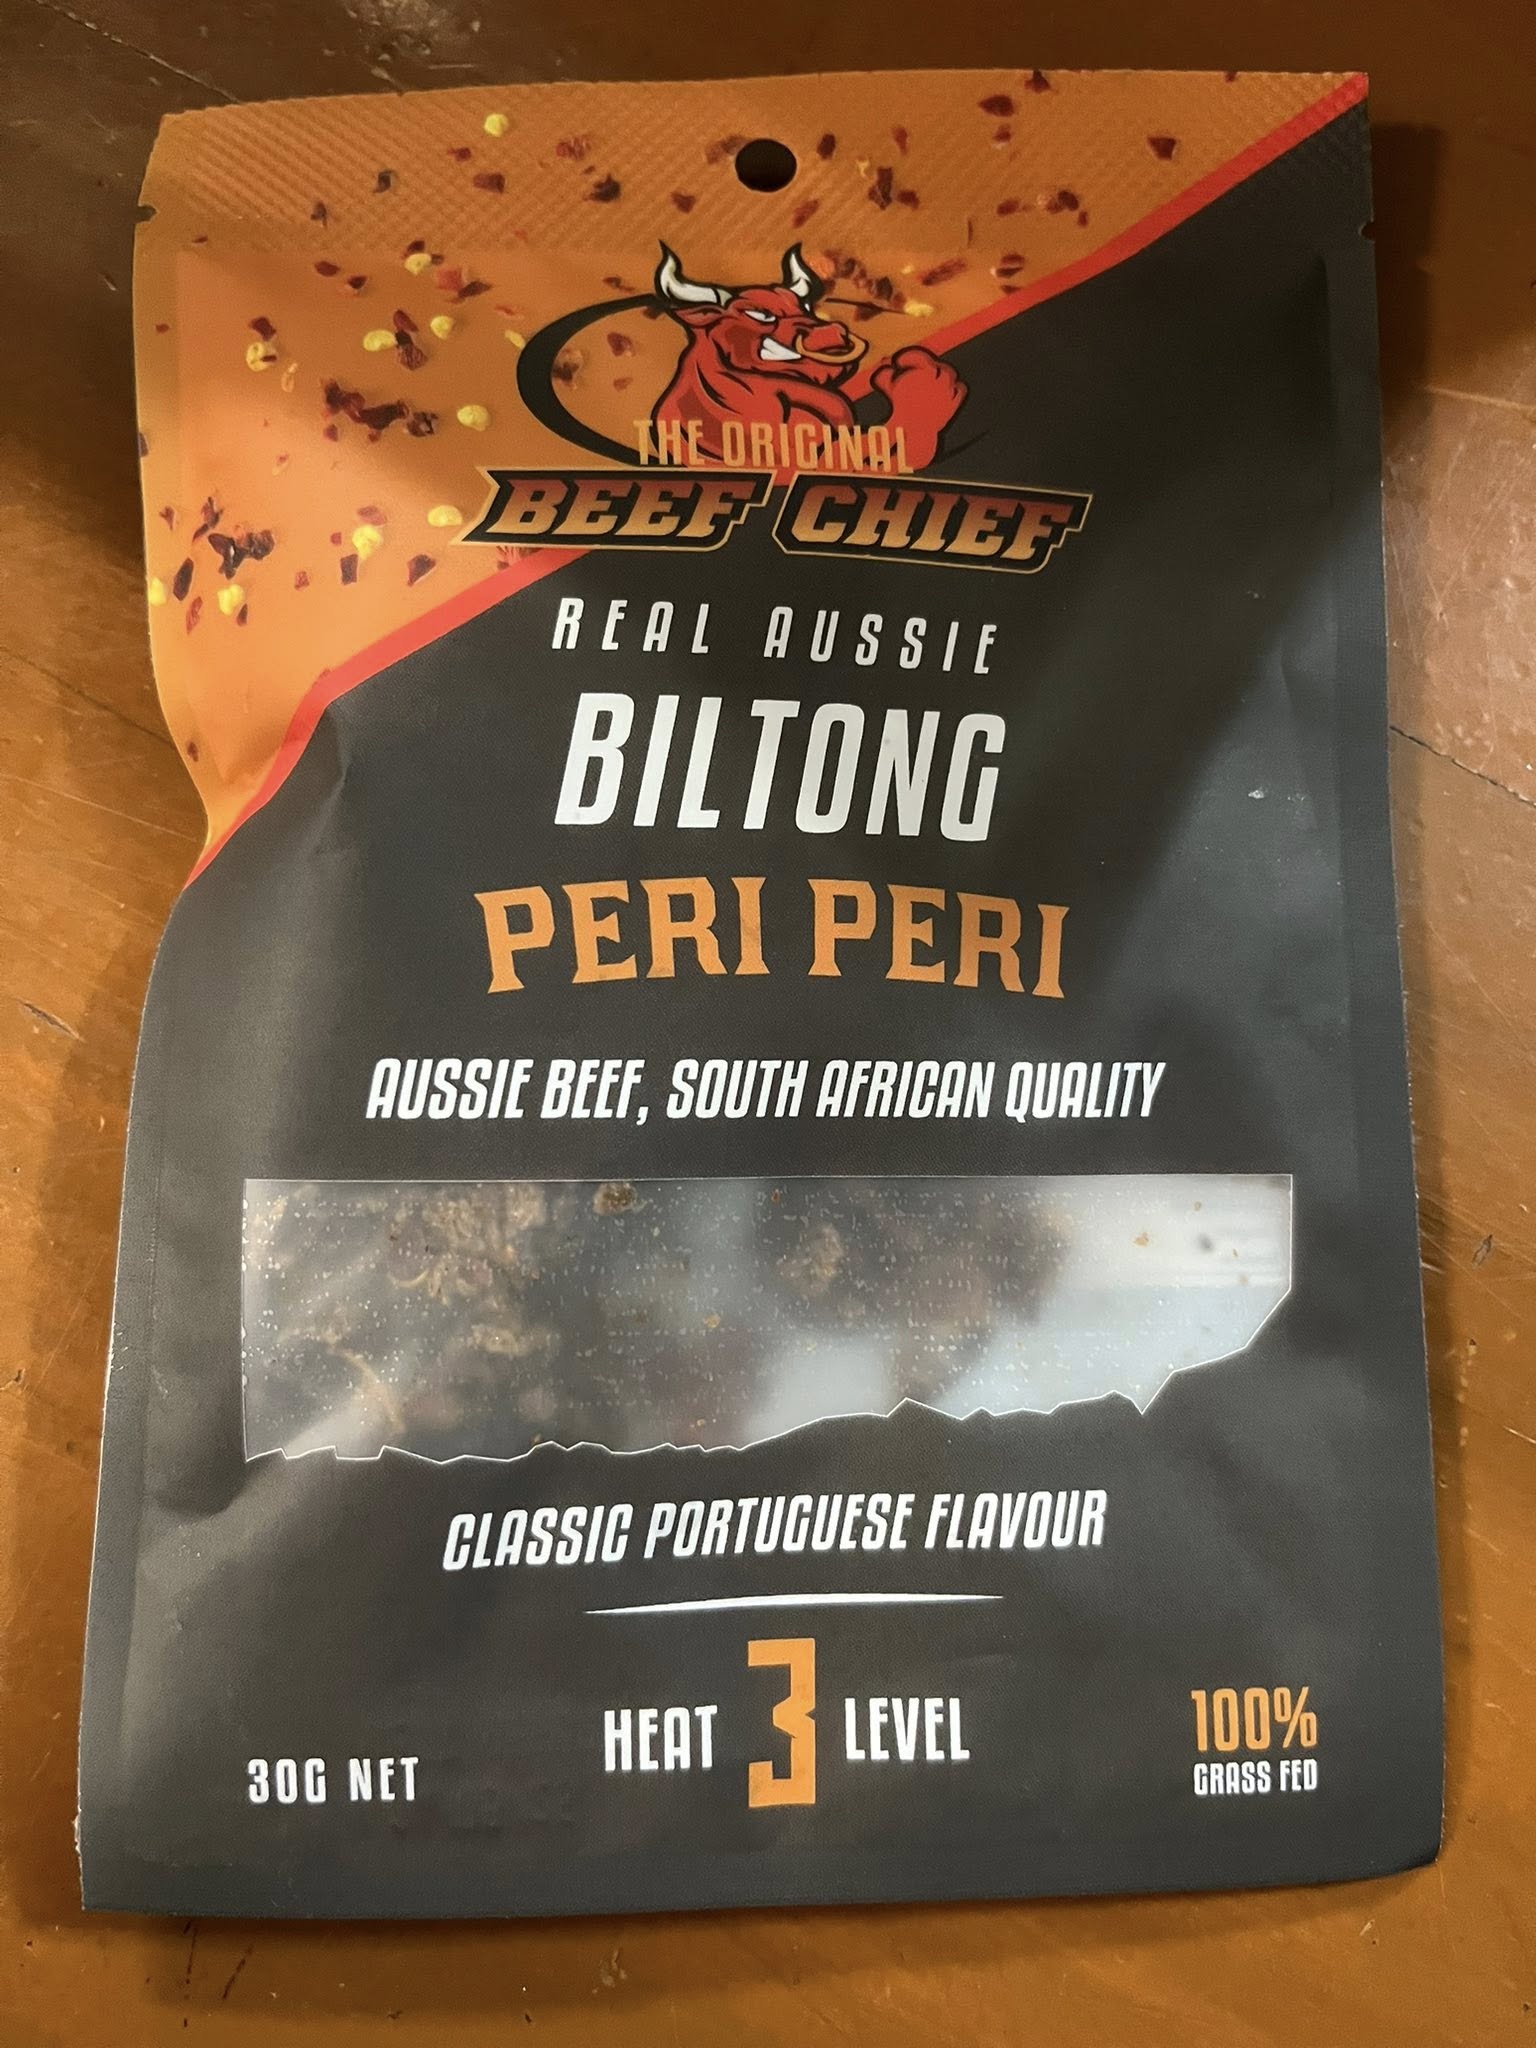 THE ORIGINAL
BEEF CHIEF
REAL AUSSIE
BILTONG
PERI PERI
AUSSIE BEEF, SOUTH AFRICAN QUALITY
CLASSIC PORTUGUESE FLAVOUR
HEAT 3 LEVEL
30G NET
100%
GRASS FED